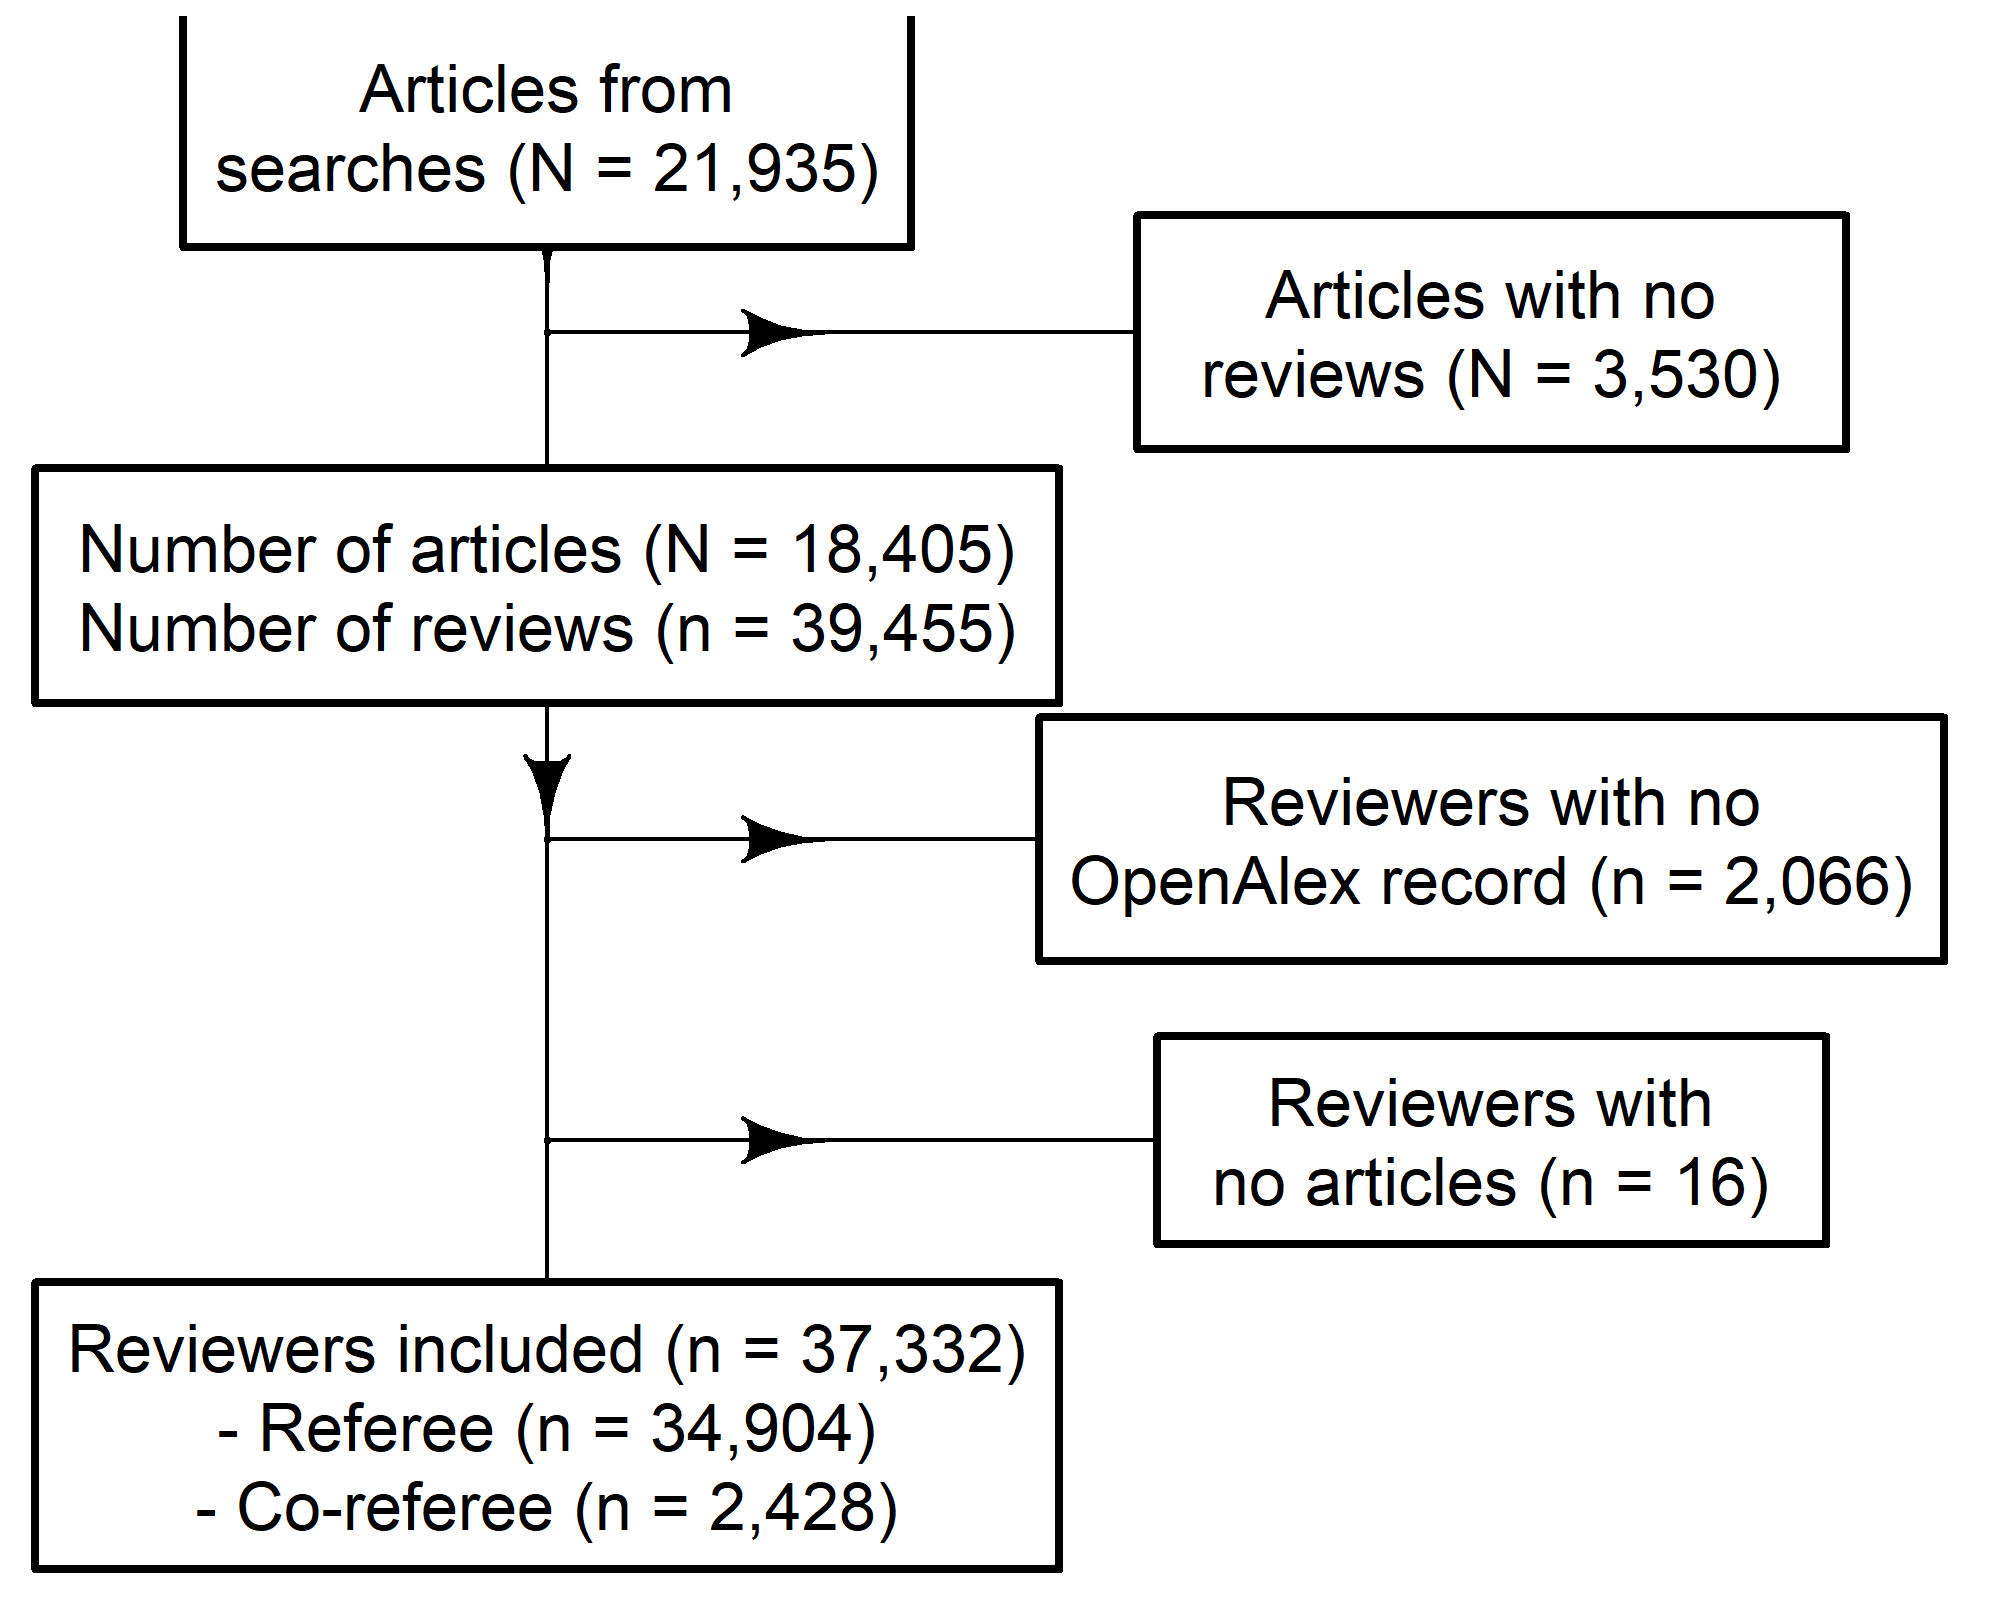 Articles from
searches (N = 21,935)
Articles with no
reviews (N = 3,530)
Number of articles (N = 18,405)
Number of reviews (n = 39,455)
Reviewers with no
OpenAlex record (n = 2,066)
Reviewers with
no articles (n = 16)
Reviewers included (n = 37,332)
- Referee (n = 34,904)
- Co-referee (n = 2,428)